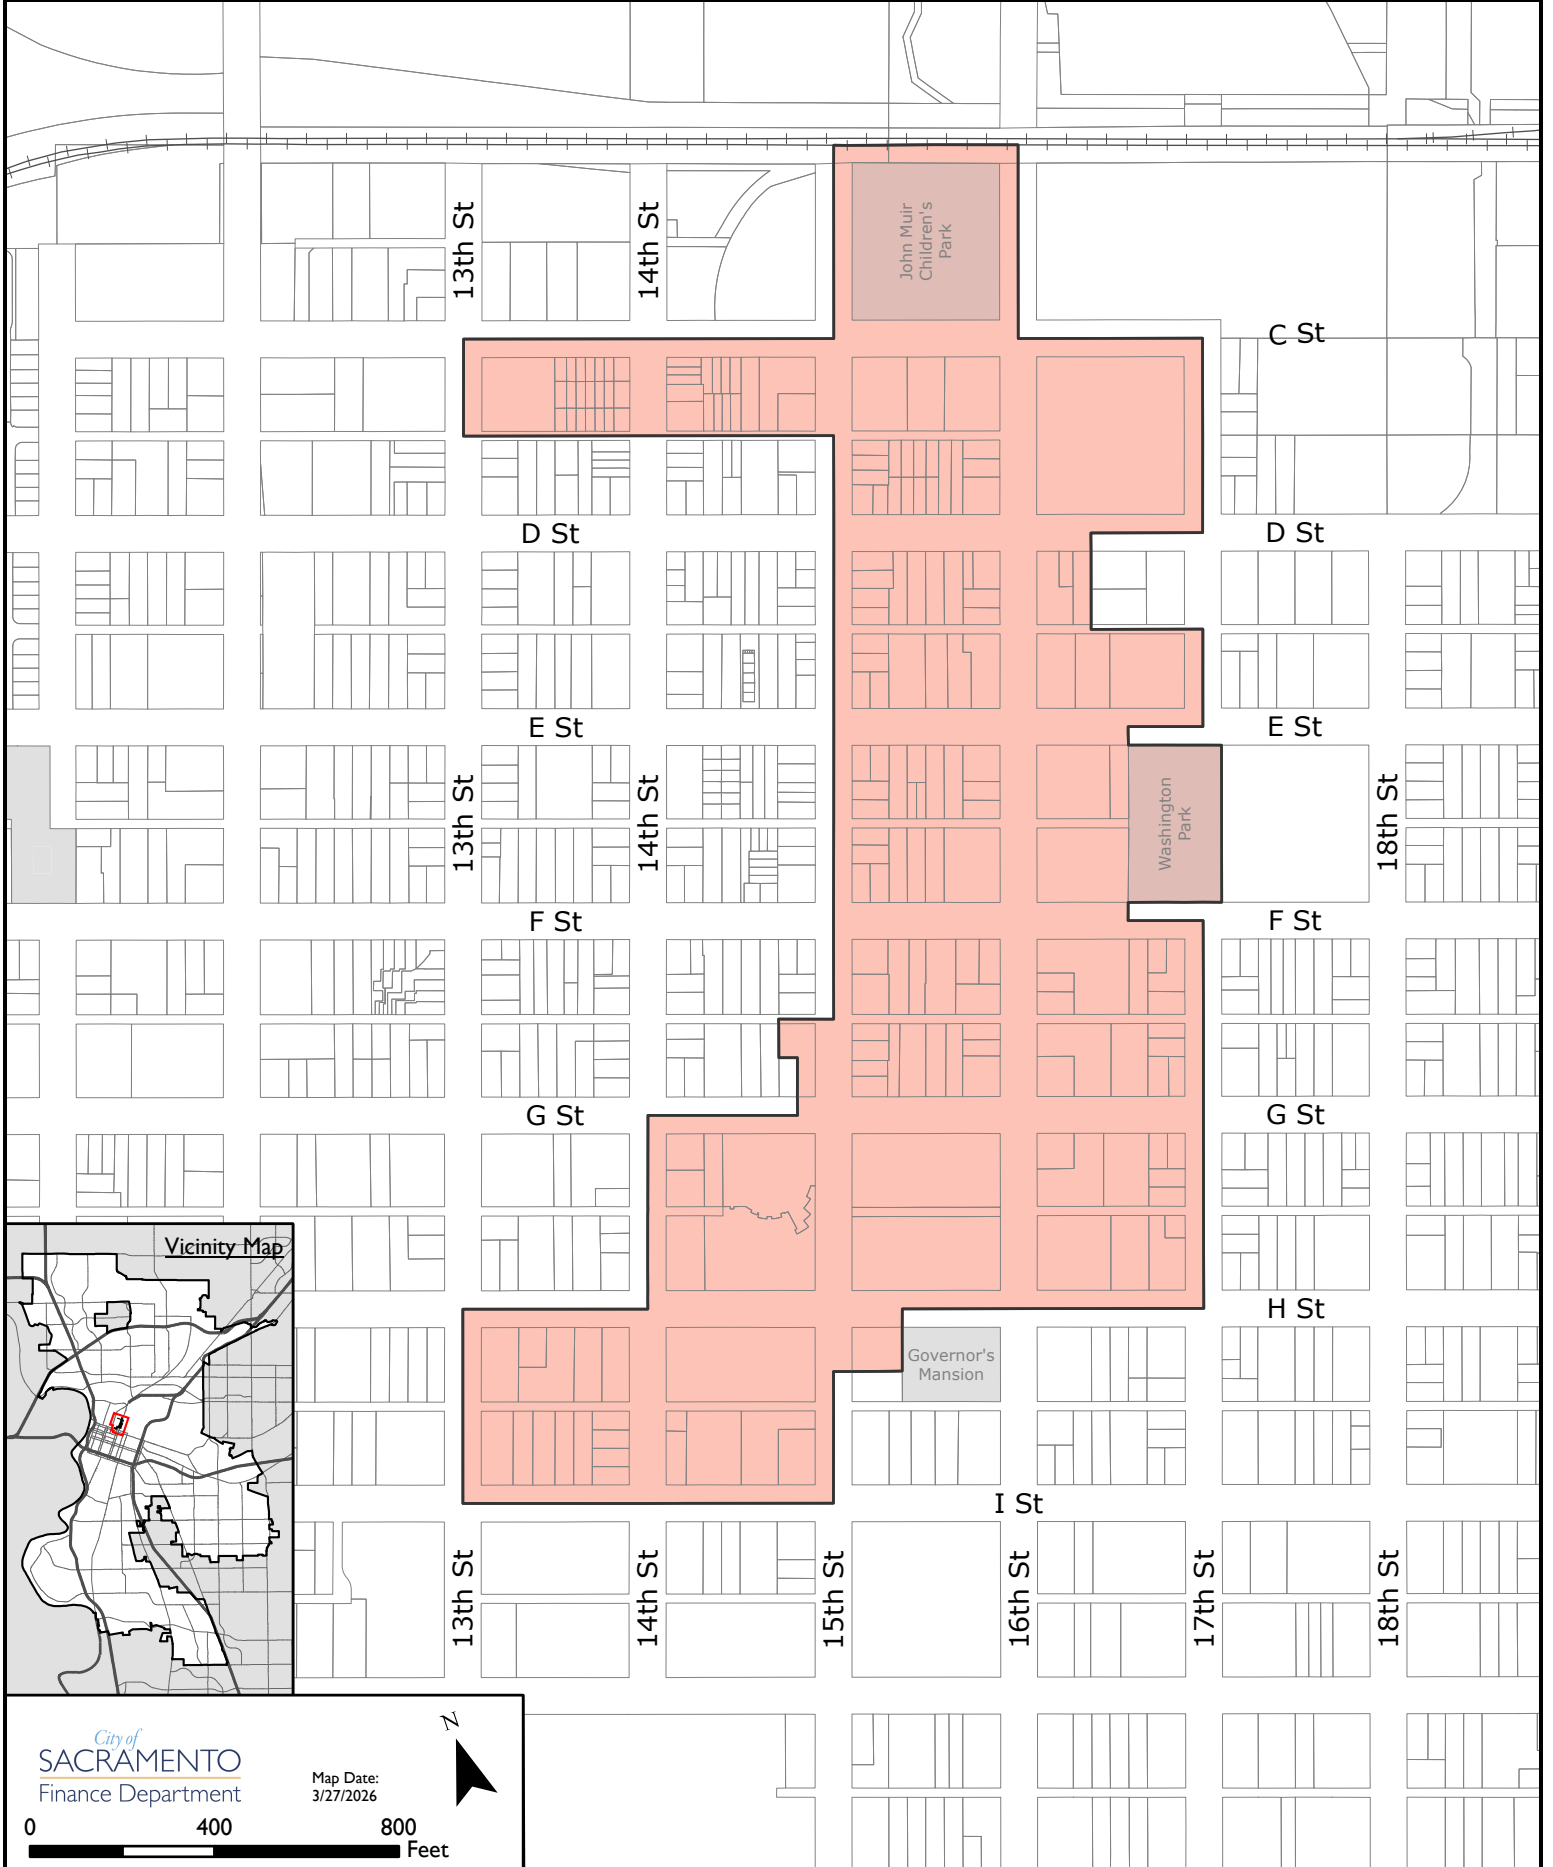 13th St
14th St
John Muir
Children's
Park
C St
D St
D St
E St
E St
13th St
14th St
Washington
Park
18th St
F St
F St
G St
G St
Vicinity Map
H St
Governor's
Mansion
I St
13th St
14th St
15th St
16th St
17th St
18th St
City of
SACRAMENTO
Finance Department
Map Date:
3/27/2026
N
0 400 800
Feet